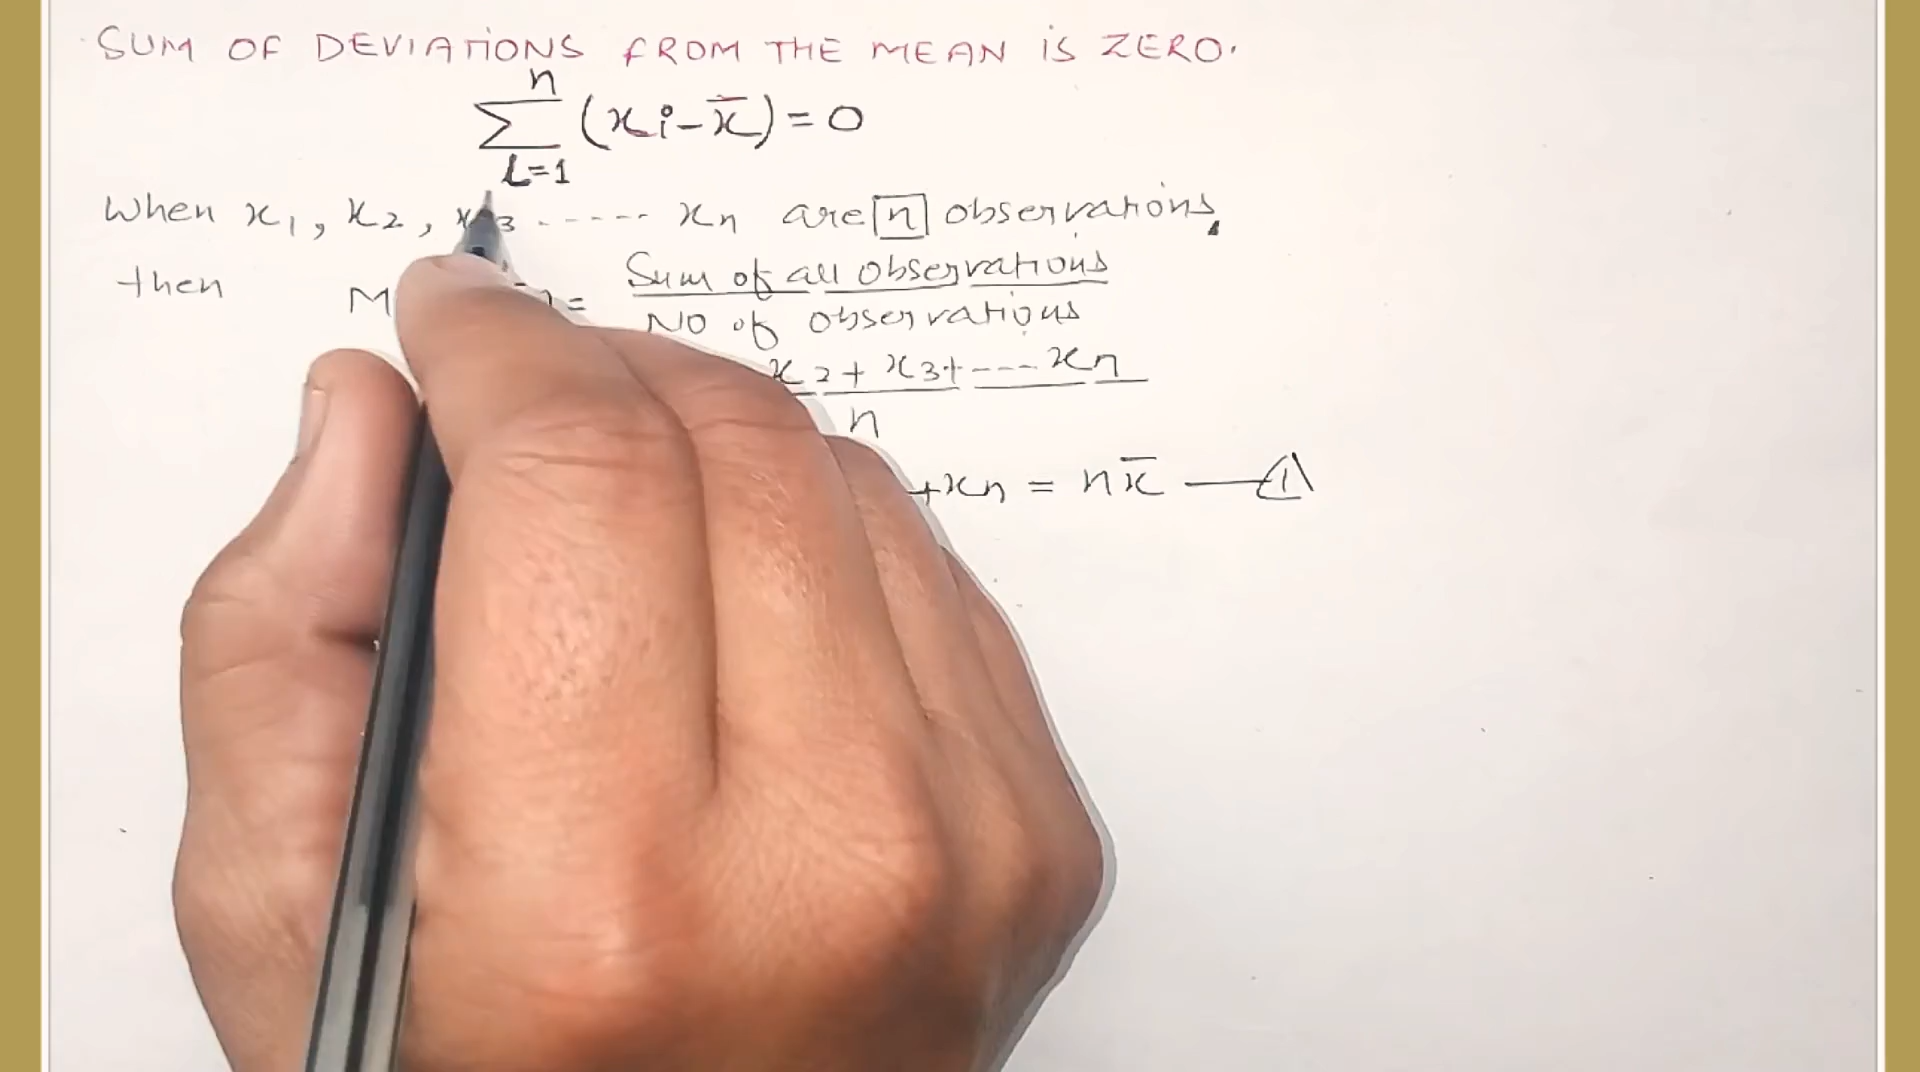 SUM OF DEVIATIONS FROM THE MEAN IS ZERO.
n
∑ (xi - x̄) = 0
i=1
When x1, x2, x3 ------ xn are n observations,
then = Sum of all observations
No of observations
x2 + x3 + --- xn
n
+xn = nx̄ — 1